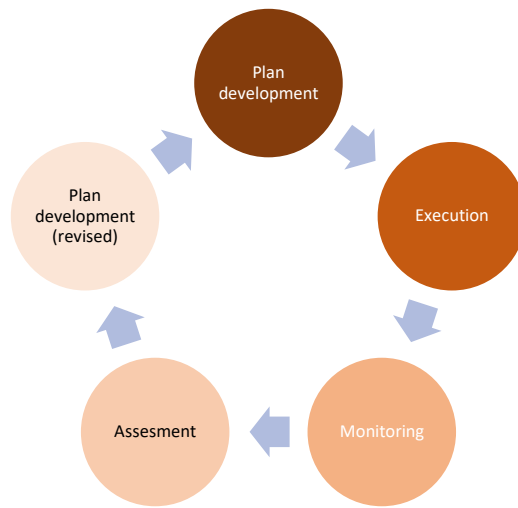 Plan
development
Execution
Monitoring
Assesment
Plan
development
(revised)